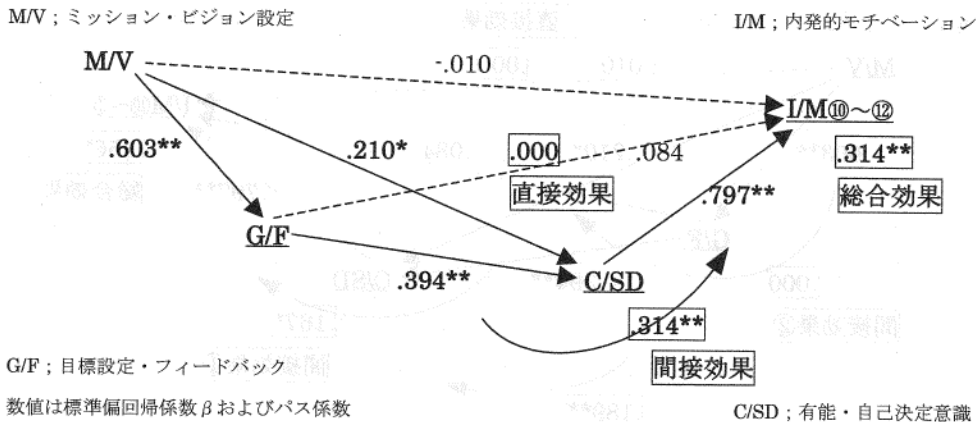 M/V；ミッション・ビジョン設定
I/M；内発的モチベーション
M/V
-.010
I/M⑩～⑫
.603**
.210*
.000
.084
.314**
直接効果
.797**
総合効果
G/F
.394**
C/SD
.314**
間接効果
G/F；目標設定・フィードバック
数値は標準偏回帰係数βおよびパス係数
C/SD；有能・自己決定意識